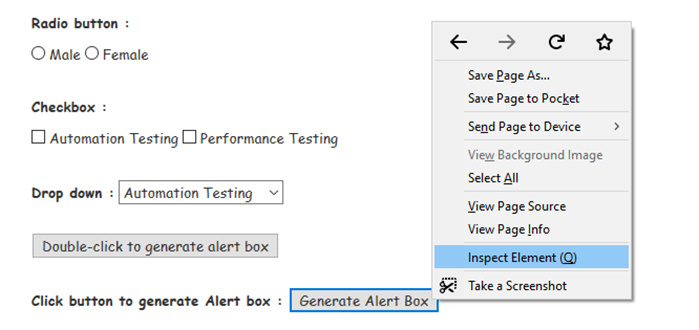 Radio button :
Male Female
Checkbox :
Automation Testing Performance Testing
Drop down : Automation Testing
Double-click to generate alert box
Click button to generate Alert box : Generate Alert Box
Save Page As...
Save Page to Pocket
Send Page to Device
View Background Image
Select All
View Page Source
View Page Info
Inspect Element (Q)
Take a Screenshot